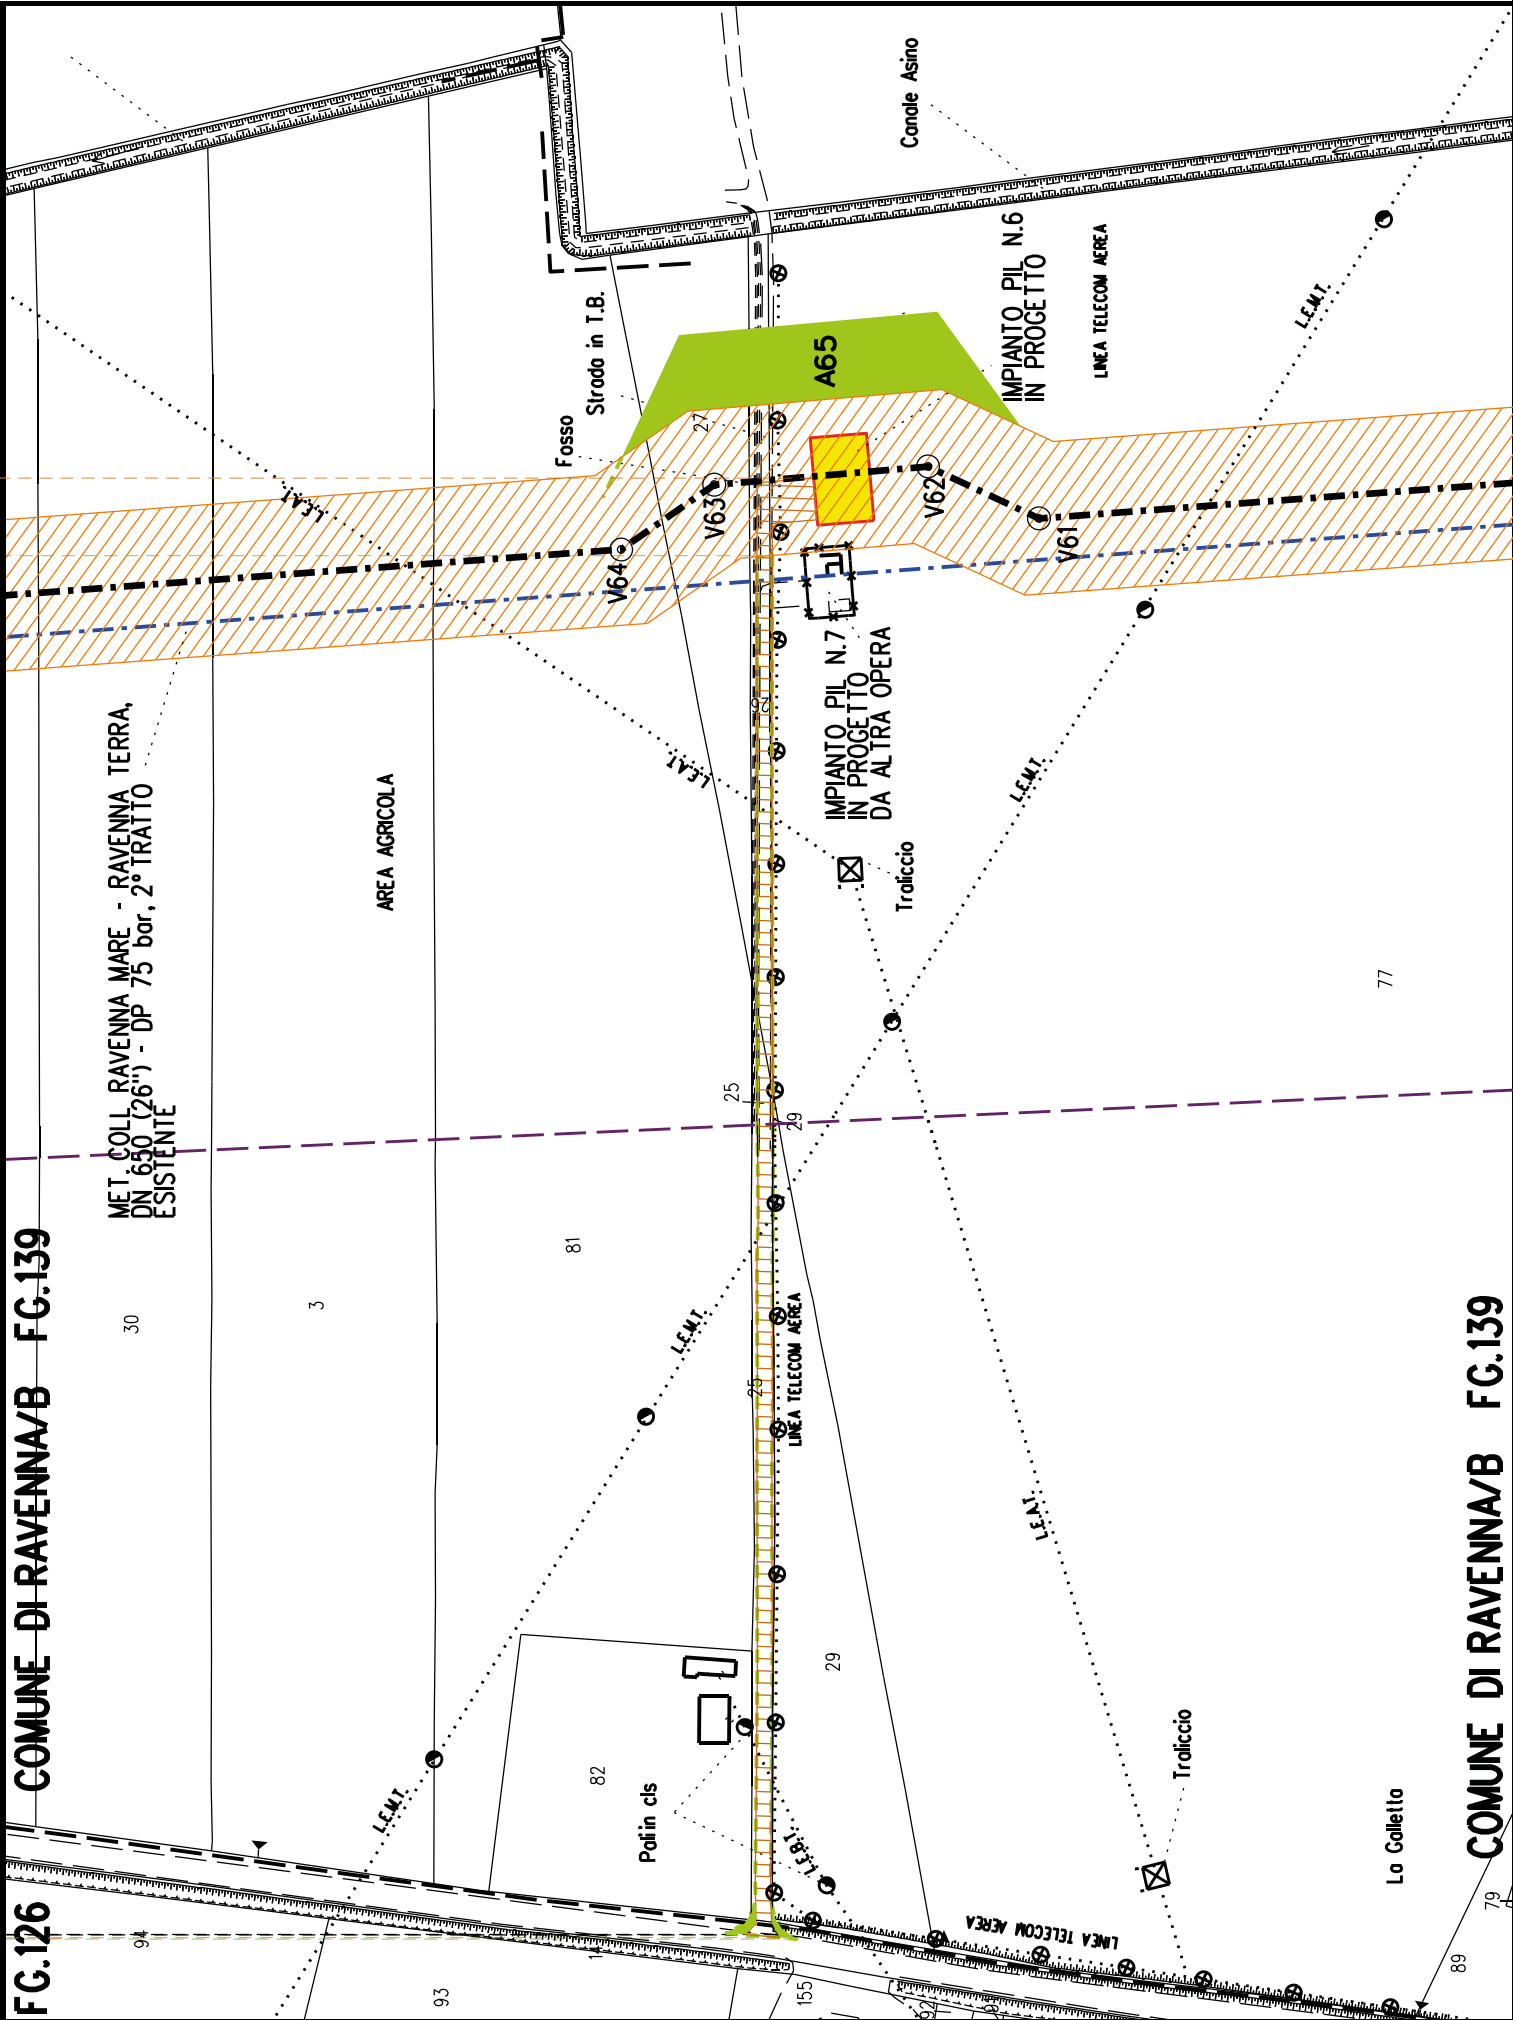 FG.126
COMUNE DI RAVENNA/B FG.139
COMUNE DI RAVENNA/B FG.139
MET. COLL RAVENNA MARE - RAVENNA TERRA,
DN 650 (26") - DP 75 bar, 2° TRATTO
ESISTENTE
AREA AGRICOLA
30
3
81
82
94
93
14
155
92
29
29
25
25
26
27
77
79
89
L.E.A.T.
L.E.A.T.
L.E.A.T.
L.E.M.T.
L.E.M.T.
L.E.M.T.
L.E.M.T.
L.E.B.T.
Fosso
Strada in T.B.
Canale Asino
V64
V63
V62
V61
A65
IMPIANTO PIL N.6
IN PROGETTO
LINEA TELECOM AEREA
IMPIANTO PIL N.7
IN PROGETTO
DA ALTRA OPERA
Traliccio
LINEA TELECOM AEREA
Pali in cls
LINEA TELECOM AEREA
Traliccio
La Galletta